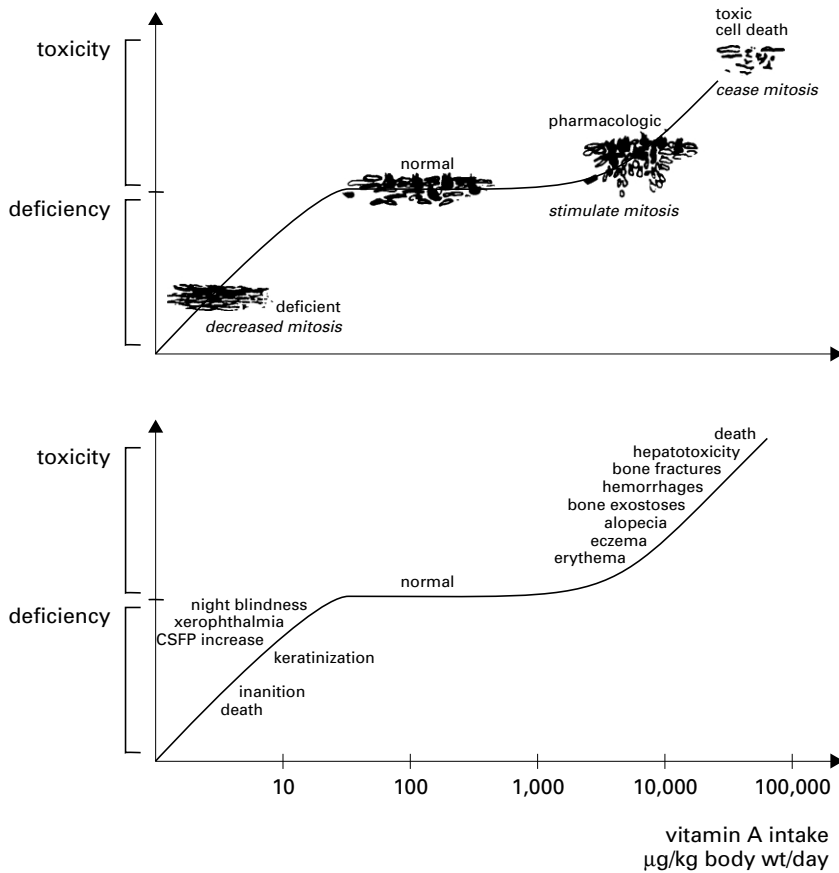 toxic
cell death
toxicity
cease mitosis
pharmacologic
normal
deficiency
stimulate mitosis
deficient
decreased mitosis
death
toxicity
hepatotoxicity
bone fractures
hemorrhages
bone exostoses
alopecia
eczema
erythema
normal
night blindness
deficiency
xerophthalmia
CSFP increase
keratinization
inanition
death
10 100 1,000 10,000 100,000
vitamin A intake
μg/kg body wt/day